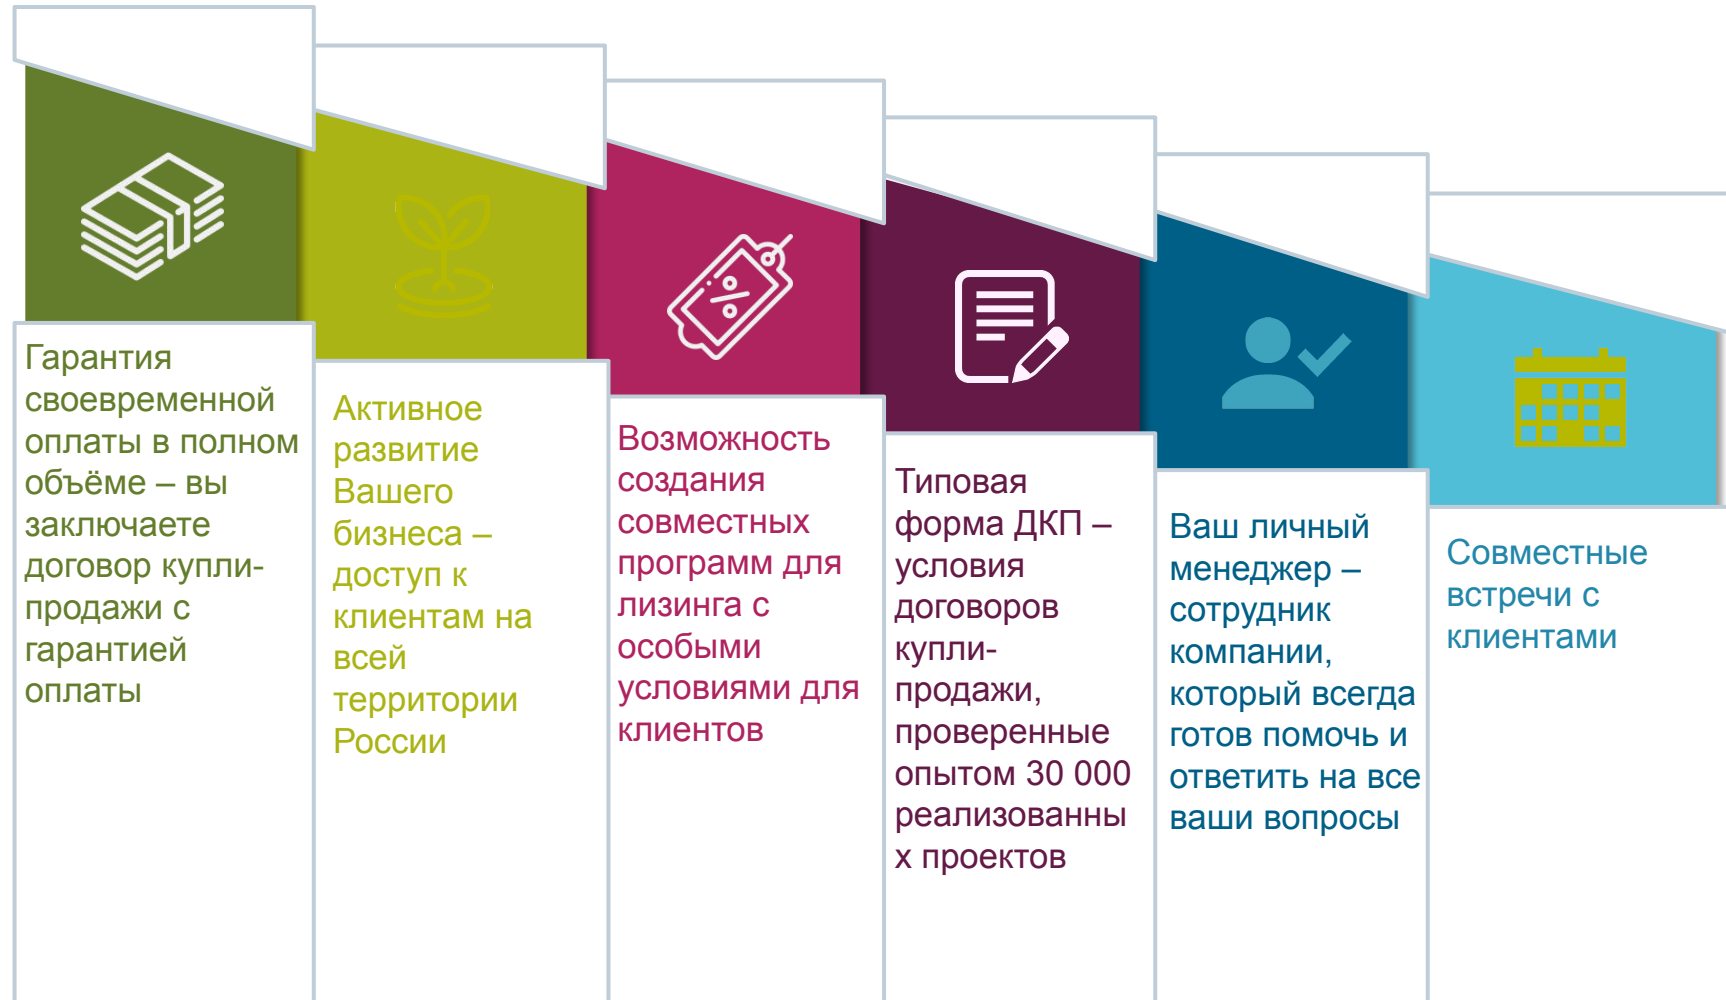 Гарантия
своевременной
оплаты в полном
объёме – вы
заключаете
договор купли-
продажи с
гарантией
оплаты
Активное
развитие
Вашего
бизнеса –
доступ к
клиентам на
всей
территории
России
Возможность
создания
совместных
программ для
лизинга с
особыми
условиями для
клиентов
Типовая
форма ДКП –
условия
договоров
купли-
продажи,
проверенные
опытом 30 000
реализованны
х проектов
Ваш личный
менеджер –
сотрудник
компании,
который всегда
готов помочь и
ответить на все
ваши вопросы
Совместные
встречи с
клиентами